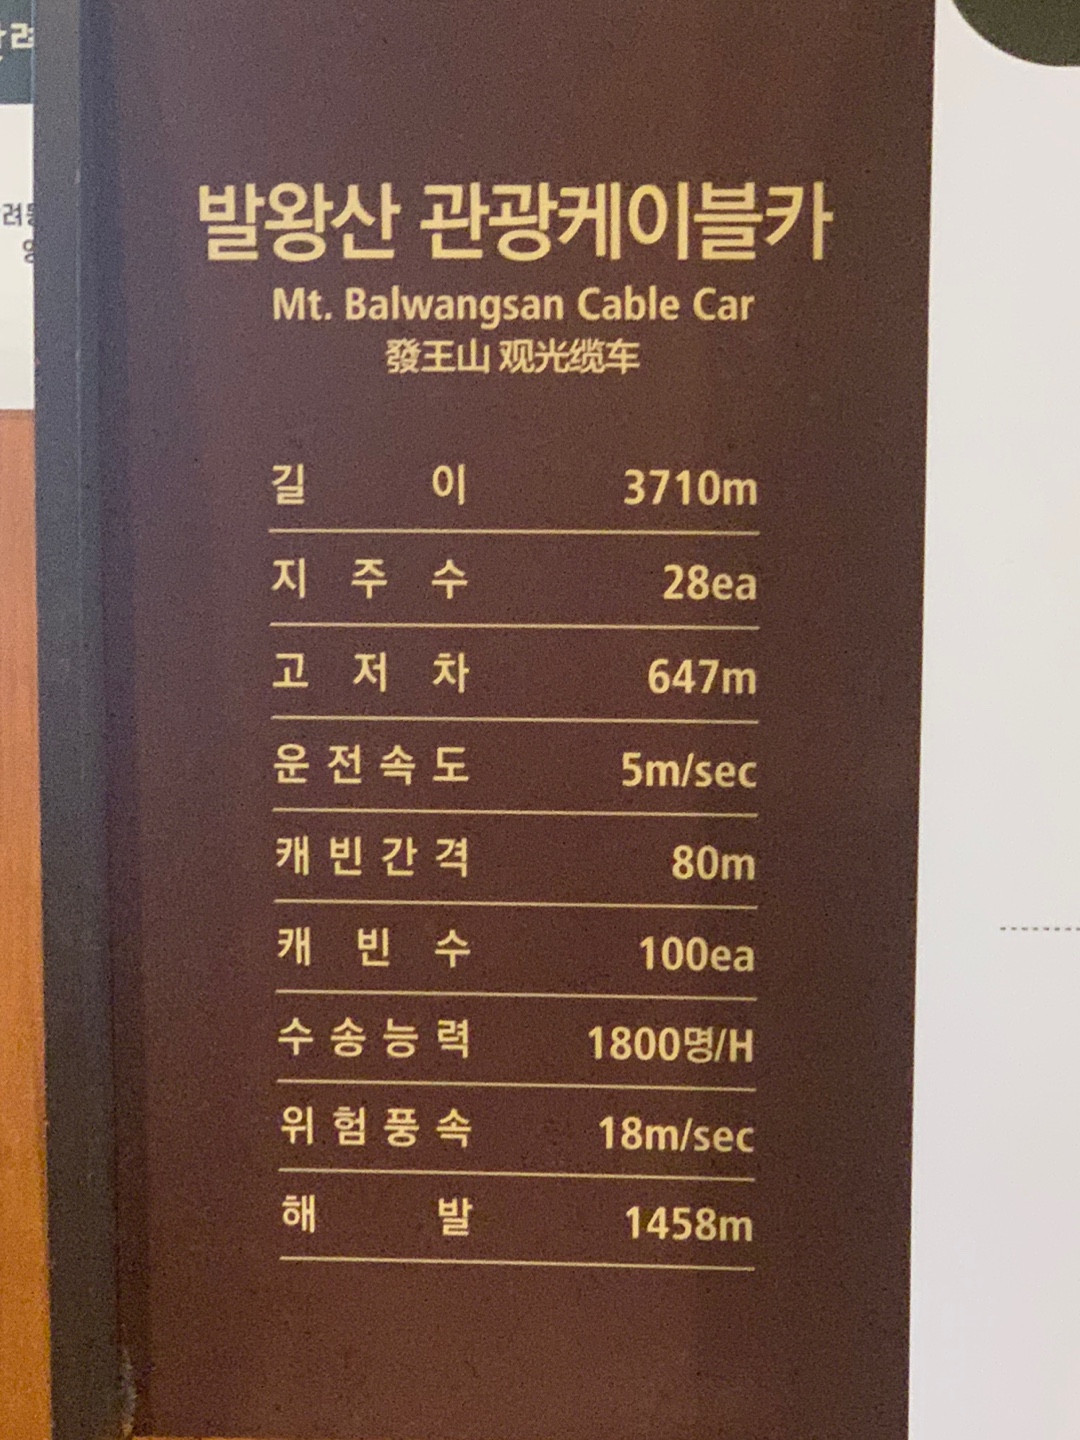 발왕산 관광케이블카
Mt. Balwangsan Cable Car
發王山 观光缆车
길이 3710m
지주수 28ea
고저차 647m
운전속도 5m/sec
캐빈간격 80m
캐빈수 100ea
수송능력 1800명/H
위험풍속 18m/sec
해발 1458m